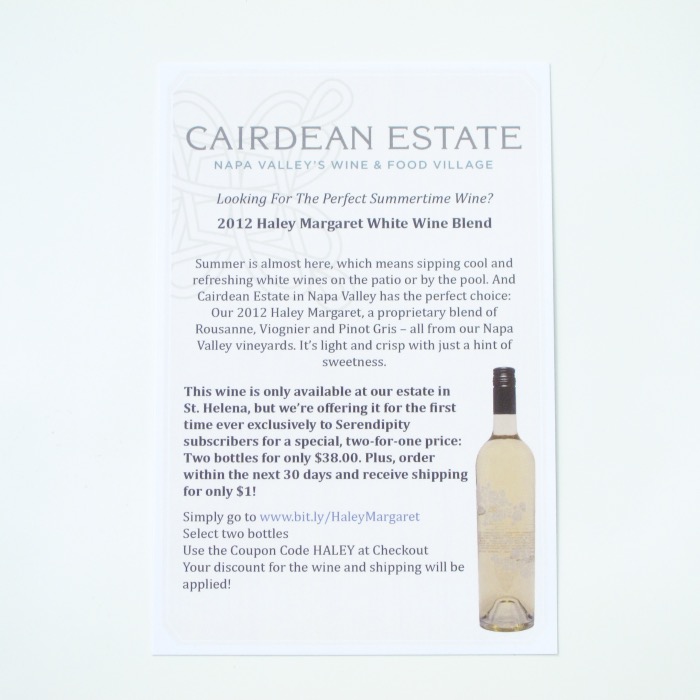 CAIRDEAN ESTATE
NAPA VALLEY'S WINE & FOOD VILLAGE
Looking For The Perfect Summertime Wine?
2012 Haley Margaret White Wine Blend
Summer is almost here, which means sipping cool and
refreshing white wines on the patio or by the pool. And
Cairdean Estate in Napa Valley has the perfect choice:
Our 2012 Haley Margaret, a proprietary blend of
Rousanne, Viognier and Pinot Gris – all from our Napa
Valley vineyards. It's light and crisp with just a hint of
sweetness.
This wine is only available at our estate in
St. Helena, but we're offering it for the first
time ever exclusively to Serendipity
subscribers for a special, two-for-one price:
Two bottles for only $38.00. Plus, order
within the next 30 days and receive shipping
for only $1!
Simply go to www.bit.ly/HaleyMargaret
Select two bottles
Use the Coupon Code HALEY at Checkout
Your discount for the wine and shipping will be
applied!